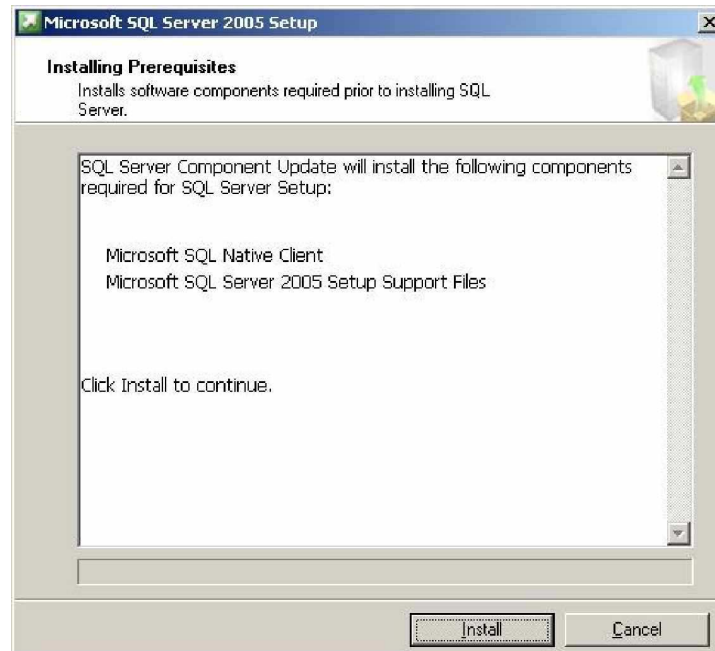 Microsoft SQL Server 2005 Setup
Installing Prerequisites
Installs software components required prior to installing SQL
Server.
SQL Server Component Update will install the following components
required for SQL Server Setup:
Microsoft SQL Native Client
Microsoft SQL Server 2005 Setup Support Files
Click Install to continue.
Install Cancel